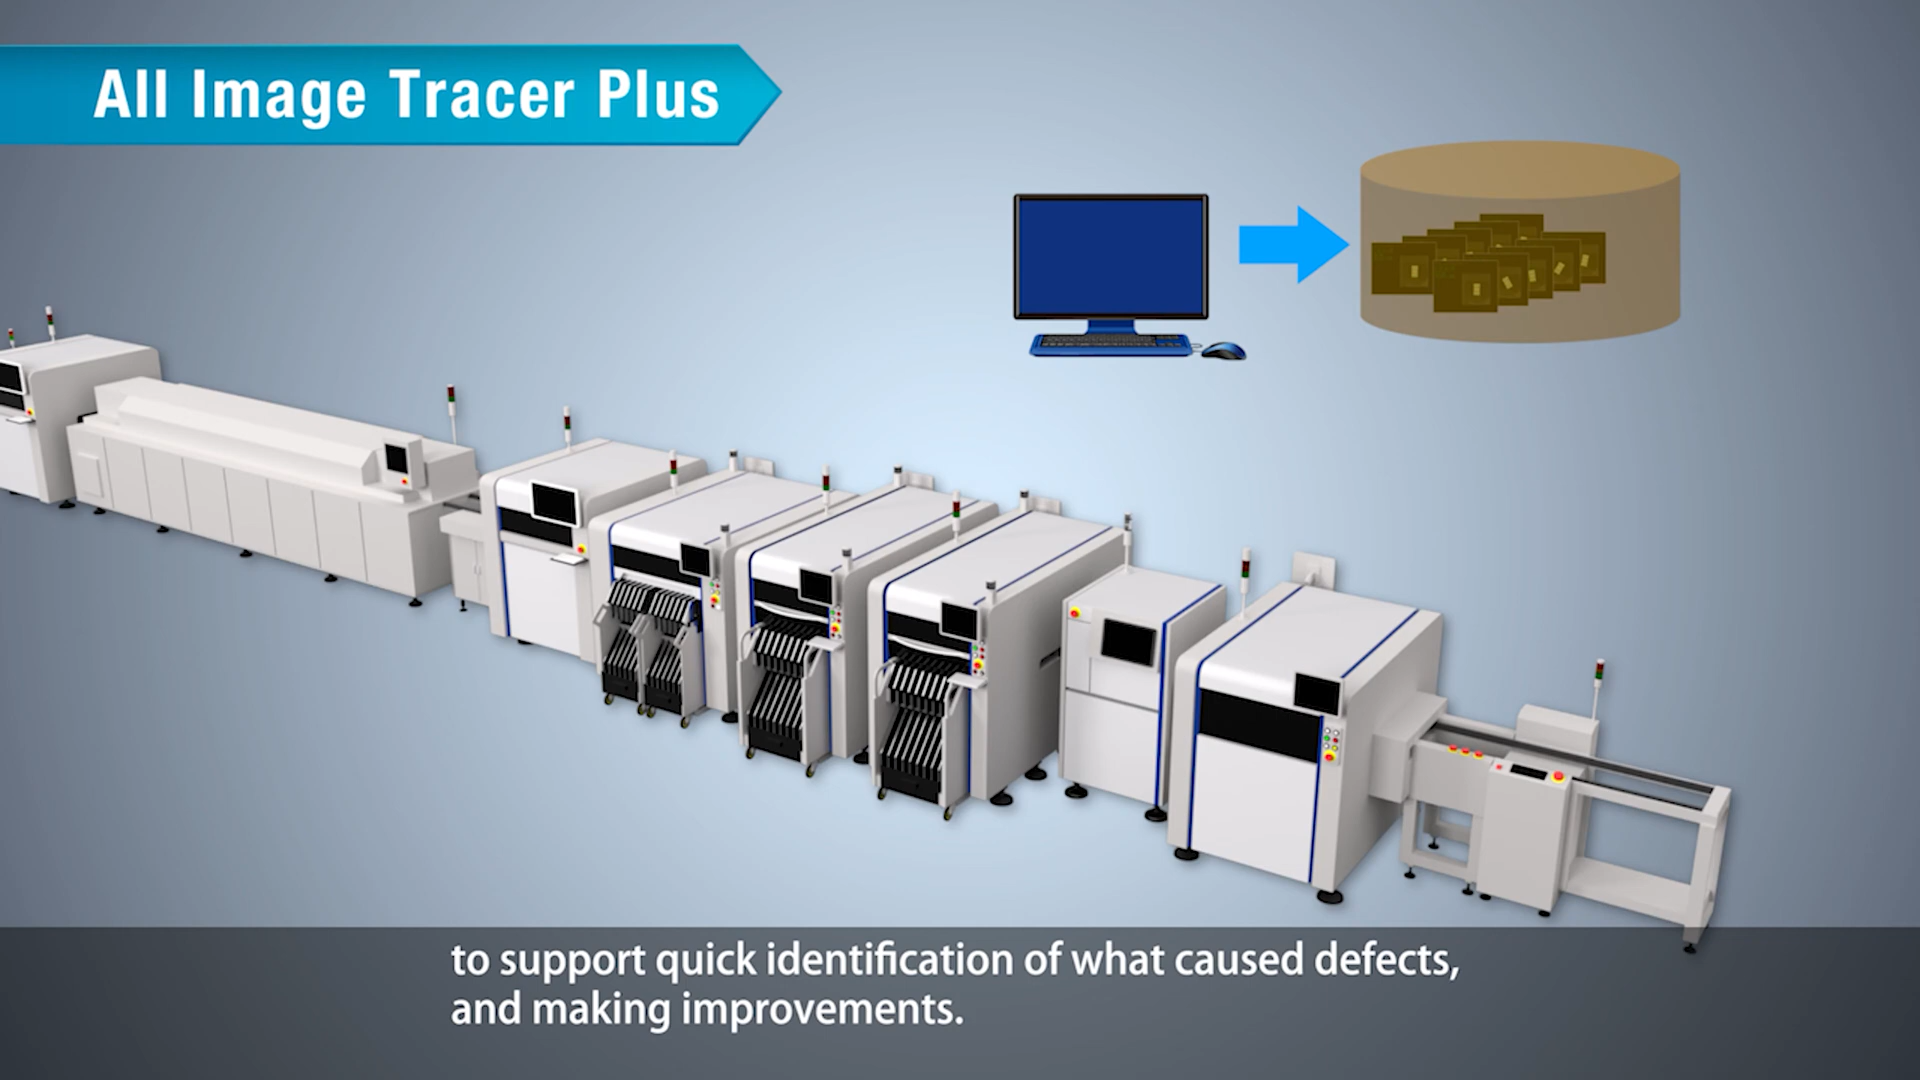 All Image Tracer Plus
to support quick identification of what caused defects,
and making improvements.